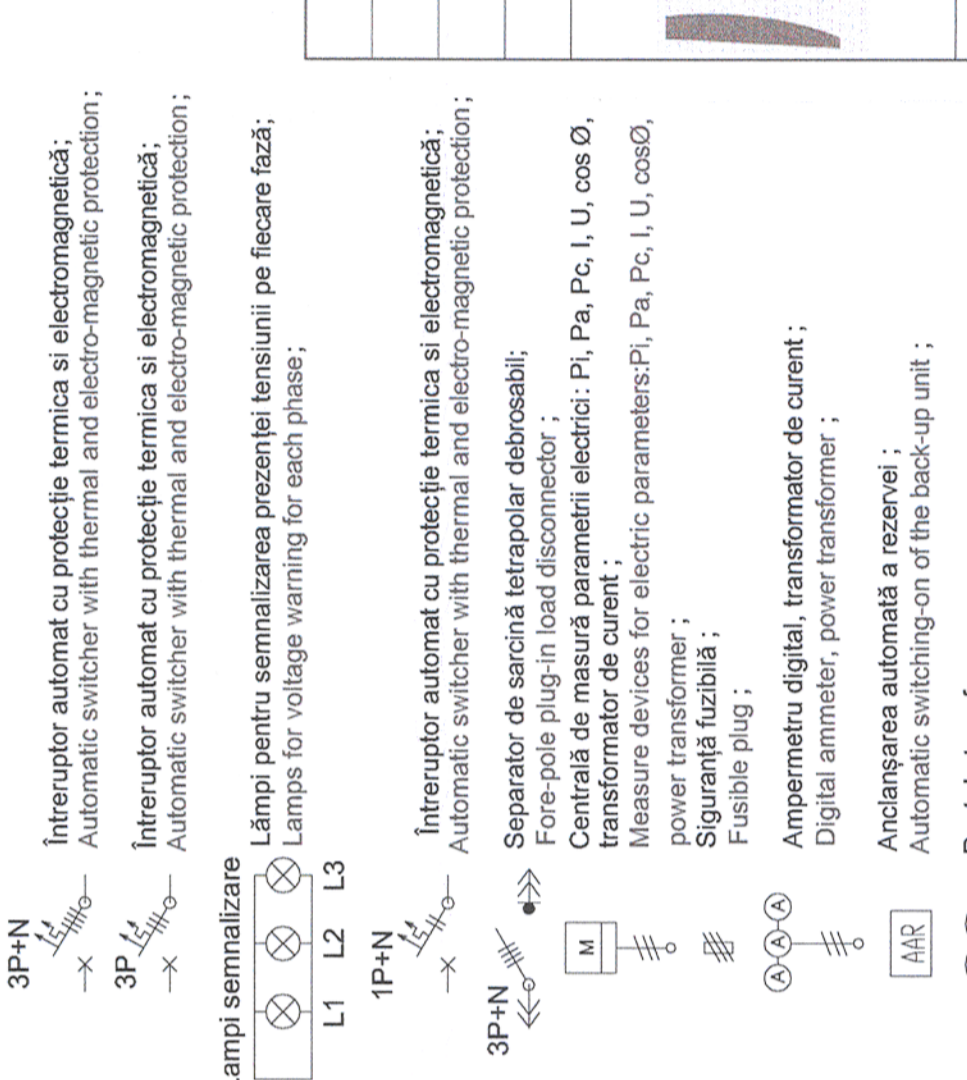 3P+N
Întreruptor automat cu protecție termica si electromagnetică;
Automatic switcher with thermal and electro-magnetic protection;
3P
Întreruptor automat cu protecție termica si electromagnetică;
Automatic switcher with thermal and electro-magnetic protection;
ampi semnalizare
L1 L2 L3
Lămpi pentru semnalizarea prezenței tensiunii pe fiecare fază;
Lamps for voltage warning for each phase;
1P+N
Întreruptor automat cu protecție termica si electromagnetică;
Automatic switcher with thermal and electro-magnetic protection;
3P+N
Separator de sarcină tetrapolar debrosabil;
Fore-pole plug-in load disconnector;
M
Centrală de masură parametrii electrici: Pi, Pa, Pc, I, U, cos Ø,
transformator de curent;
Measure devices for electric parameters:Pi, Pa, Pc, I, U, cosØ,
power transformer;
Siguranță fuzibilă;
Fusible plug;
A A A
Ampermetru digital, transformator de curent;
Digital ammeter, power transformer;
AAR
Anclanșarea automată a rezervei;
Automatic switching-on of the back-up unit;